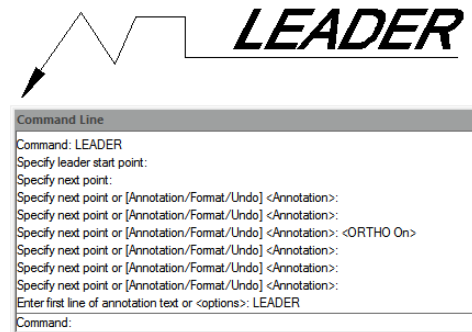 LEADER
Command Line
Command: LEADER
Specify leader start point:
Specify next point:
Specify next point or [Annotation/Format/Undo] <Annotation>:
Specify next point or [Annotation/Format/Undo] <Annotation>:
Specify next point or [Annotation/Format/Undo] <Annotation>: <ORTHO On>
Specify next point or [Annotation/Format/Undo] <Annotation>:
Specify next point or [Annotation/Format/Undo] <Annotation>:
Specify next point or [Annotation/Format/Undo] <Annotation>:
Enter first line of annotation text or <options>: LEADER
Command: